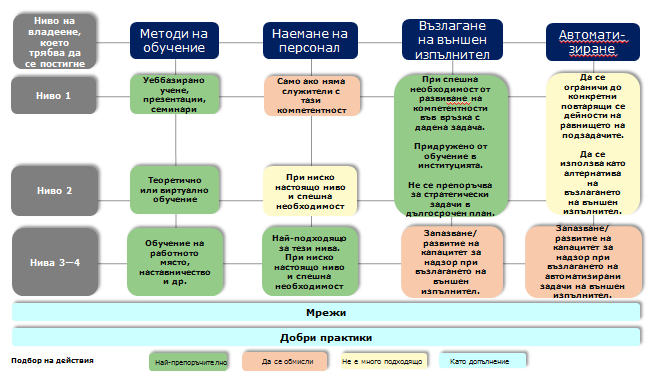 Ниво на
владеене,
което
трябва да
се постигне
Методи на
обучение
Наемане на
персонал
Възлагане
на външен
изпълнител
Автомати-
зиране
Ниво 1
Уеббазирано
учене,
презентации,
семинари
Само ако няма
служители с
тази
компетентност
При спешна
необходимост от
развиване на
компетентности
във връзка с
дадена задача.
Придружено от
обучение в
институцията.
Не се препоръчва
за стратегически
задачи в
дългосрочен план.
Да се
ограничи до
конкретни
повтарящи се
дейности на
равнището на
подзадачите.
Да се
използва като
алтернатива
на
възлагането
на външен
изпълнител.
Ниво 2
Теоретично
или виртуално
обучение
При ниско
настоящо ниво
и спешна
необходимост
Нива 3—4
Обучение на
работното
място,
наставничество
и др.
Най-подходящо
за тези нива.
При ниско
настоящо ниво
и спешна
необходимост
Запазване/
развитие на
капацитет за
надзор при
възлагането на
външен
изпълнител.
Запазване/
развитие на
капацитет за
надзор при
възлагането на
автоматизирани
задачи на външен
изпълнител.
Мрежи
Добри практики
Подбор на действия
Най-препоръчително
Да се обмисли
Не е много подходящо
Като допълнение